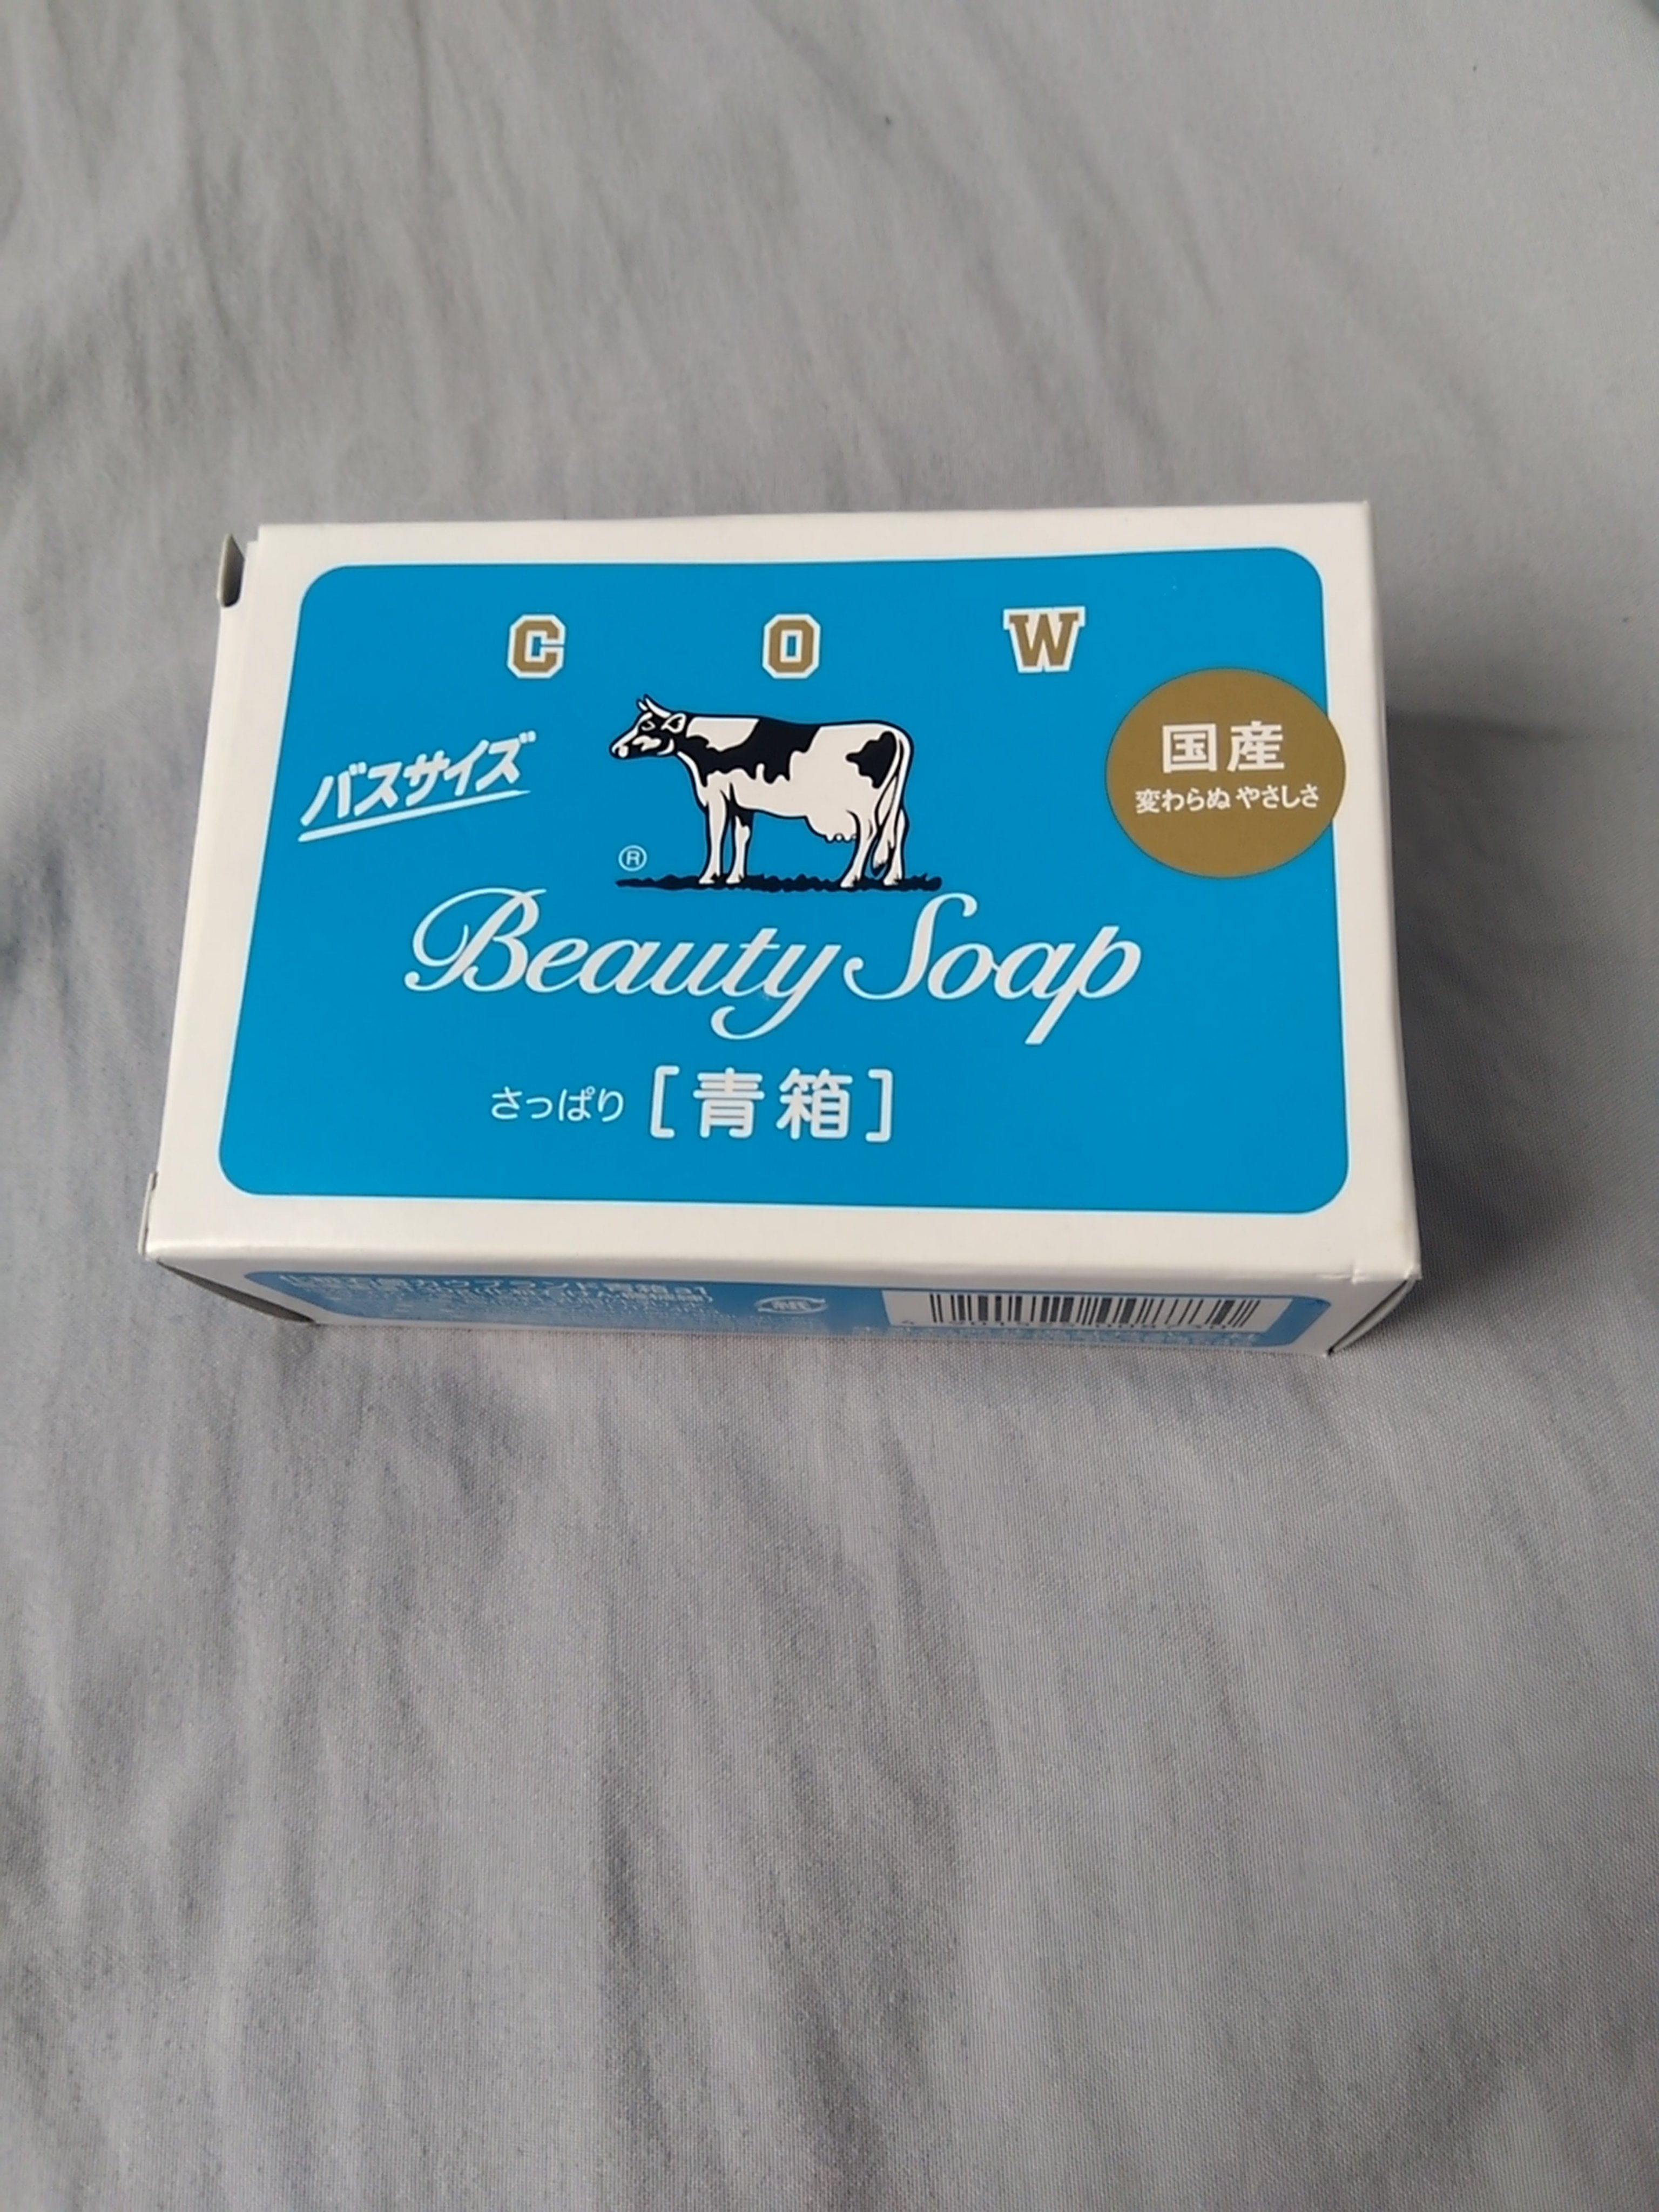 C O W
国産
変わらぬ やさしさ
バスサイズ
®
Beauty Soap
さっぱり [青箱]